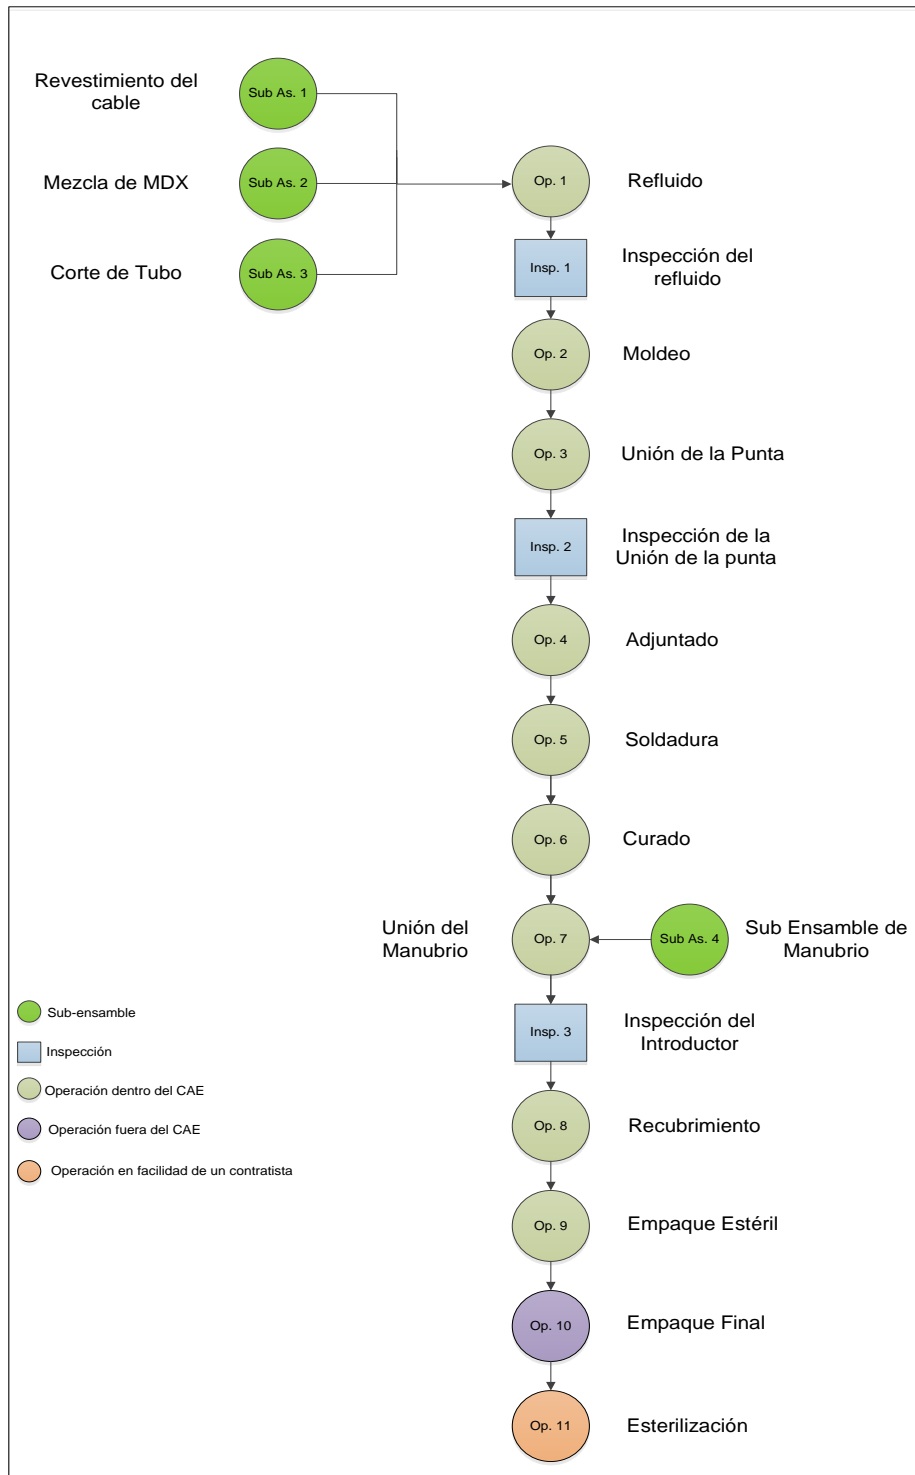 Revestimiento del
cable
Sub As. 1
Mezcla de MDX
Sub As. 2
Corte de Tubo
Sub As. 3
Op. 1
Refluido
Insp. 1
Inspección del
refluido
Op. 2
Moldeo
Op. 3
Unión de la Punta
Insp. 2
Inspección de la
Unión de la punta
Op. 4
Adjuntado
Op. 5
Soldadura
Op. 6
Curado
Unión del
Manubrio
Op. 7
Sub As. 4
Sub Ensamble de
Manubrio
Insp. 3
Inspección del
Introductor
Op. 8
Recubrimiento
Op. 9
Empaque Estéril
Op. 10
Empaque Final
Op. 11
Esterilización
Sub-ensamble
Inspección
Operación dentro del CAE
Operación fuera del CAE
Operación en facilidad de un contratista